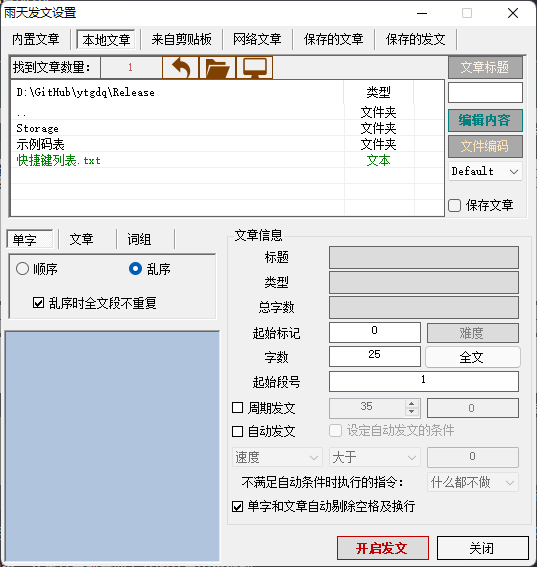 雨天发文设置
内置文章 本地文章 来自剪贴板 网络文章 保存的文章 保存的发文
找到文章数量： 1 文章标题
D:\GitHub\ytgdq\Release 类型
.. 文件夹
编辑内容
Storage 文件夹
示例码表 文件夹
文件编码
快捷键列表.txt 文本
Default
保存文章
单字 文章 词组
顺序 乱序
乱序时全文段不重复
文章信息
标题
类型
总字数
起始标记 0 难度
字数 25 全文
起始段号 1
周期发文 35 0
自动发文 设定自动发文的条件
速度 大于 0
不满足自动条件时执行的指令： 什么都不做
单字和文章自动剔除空格及换行
开启发文 关闭